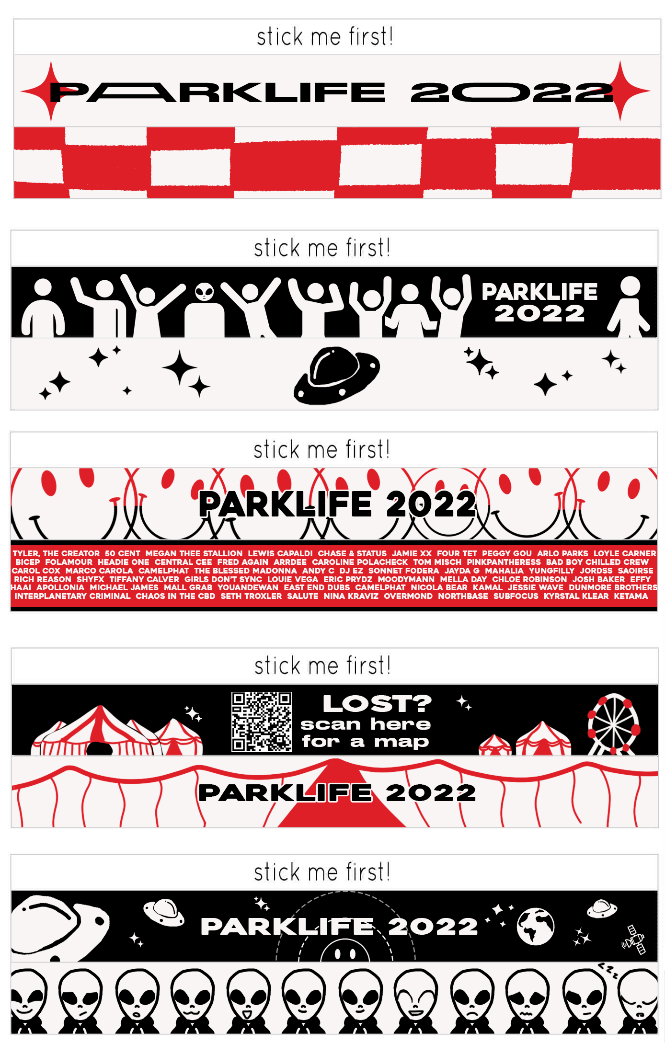 stick me first!
PARKLIFE 2022
stick me first!
PARKLIFE
2022
stick me first!
PARKLIFE 2022
TYLER, THE CREATOR 50 CENT MEGAN THEE STALLION LEWIS CAPALDI CHASE & STATUS JAMIE XX FOUR TET PEGGY GOU ARLO PARKS LOYLE CARNER
BICEP FOLAMOUR HEADIE ONE CENTRAL CEE FRED AGAIN ARRDEE CAROLINE POLACHECK TOM MISCH PINKPANTHERESS BAD BOY CHILLED CREW
CAROL COX MARCO CAROLA CAMELPHAT THE BLESSED MADONNA ANDY C DJ EZ SONNET FODERA JAYDA G MAHALIA YUNGFILLY JORDSS SAOIRSE
RICH REASON SHYFX TIFFANY CALVER GIRLS DON'T SYNC LOUIE VEGA ERIC PRYDZ MOODYMANN MELLA DAY CHLOE ROBINSON JOSH BAKER EFFY
HAAI APOLLONIA MICHAEL JAMES MALL GRAB YOUANDEWAN EAST END DUBS CAMELPHAT NICOLA BEAR KAMAL JESSIE WAVE DUNMORE BROTHERS
INTERPLANETARY CRIMINAL CHAOS IN THE CBD SETH TROXLER SALUTE NINA KRAVIZ OVERMOND NORTHBASE SUBFOCUS KYRSTAL KLEAR KETAMA
stick me first!
LOST?
scan here
for a map
PARKLIFE 2022
stick me first!
PARKLIFE 2022
z z z